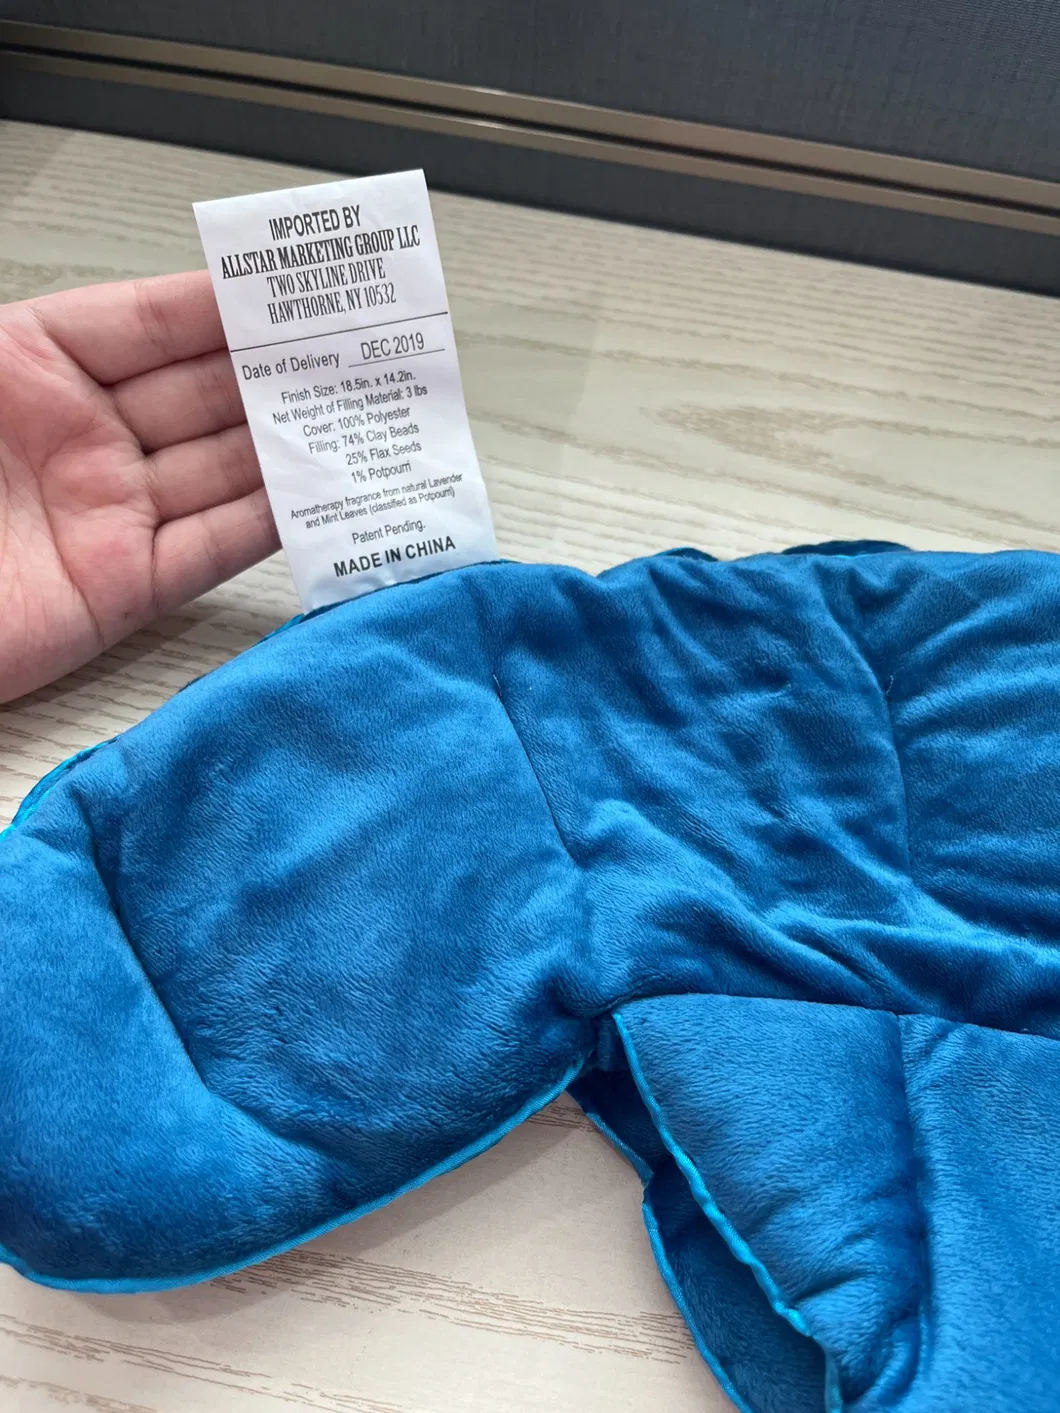 IMPORTED BY
ALLSTAR MARKETING GROUP LLC
TWO SKYLINE DRIVE
HAWTHORNE, NY 10532
Date of Delivery DEC 2019
Finish Size: 18.5in. x 14.2in.
Net Weight of Filling Material: 3 lbs
Cover: 100% Polyester
Filling: 74% Clay Beads
25% Flax Seeds
1% Potpourri
Aromatherapy fragrance from natural Lavender
and Mint Leaves (classified as Potpourri)
Patent Pending.
MADE IN CHINA